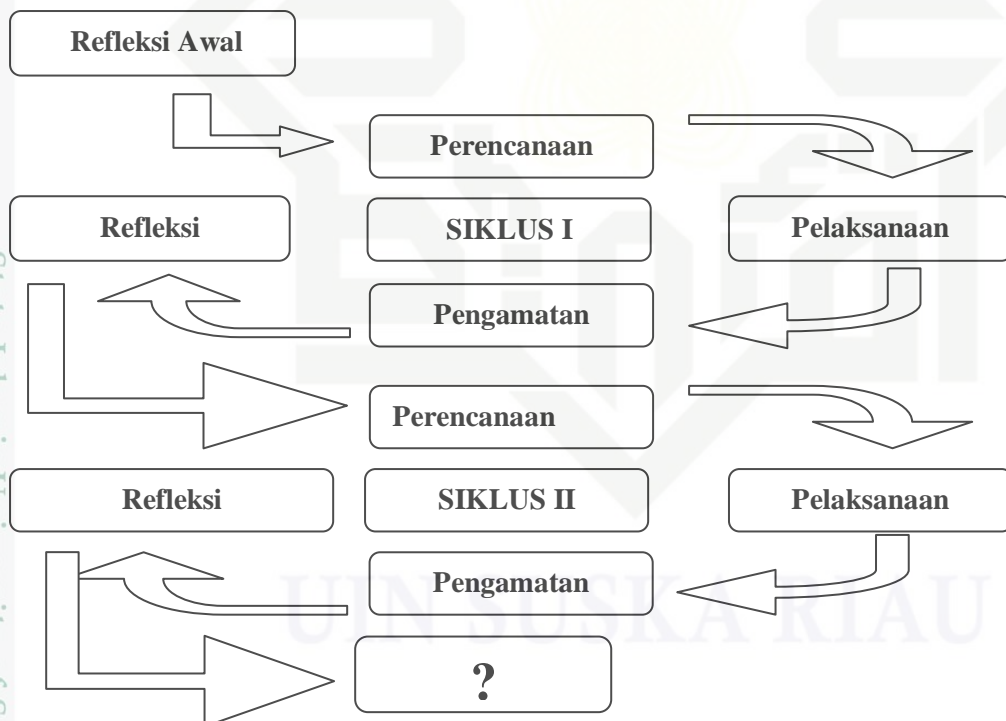 Refleksi Awal
Perencanaan
Refleksi
SIKLUS I
Pelaksanaan
Pengamatan
Perencanaan
Refleksi
SIKLUS II
Pelaksanaan
Pengamatan
UIN SUSKA RIAU
?